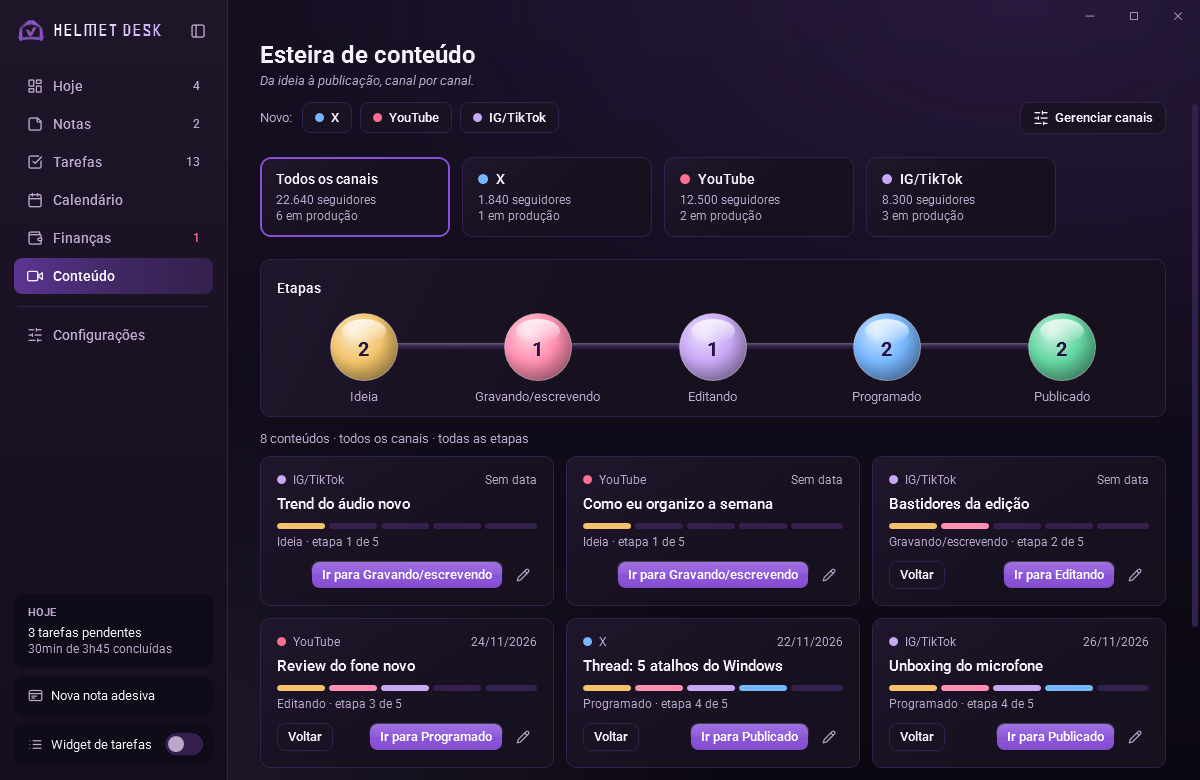 HELMET DESK
Hoje 4
Notas 2
Tarefas 13
Calendário
Finanças 1
Conteúdo
Configurações
HOJE
3 tarefas pendentes
30min de 3h45 concluídas
Nova nota adesiva
Widget de tarefas
Esteira de conteúdo
Da ideia à publicação, canal por canal.
Novo: X YouTube IG/TikTok Gerenciar canais
Todos os canais
22.640 seguidores
6 em produção
X
1.840 seguidores
1 em produção
YouTube
12.500 seguidores
2 em produção
IG/TikTok
8.300 seguidores
3 em produção
Etapas
2 1 1 2 2
Ideia Gravando/escrevendo Editando Programado Publicado
8 conteúdos · todos os canais · todas as etapas
IG/TikTok Sem data
Trend do áudio novo
Ideia · etapa 1 de 5
Ir para Gravando/escrevendo
YouTube Sem data
Como eu organizo a semana
Ideia · etapa 1 de 5
Ir para Gravando/escrevendo
IG/TikTok Sem data
Bastidores da edição
Gravando/escrevendo · etapa 2 de 5
Voltar Ir para Editando
YouTube 24/11/2026
Review do fone novo
Editando · etapa 3 de 5
Voltar Ir para Programado
X 22/11/2026
Thread: 5 atalhos do Windows
Programado · etapa 4 de 5
Voltar Ir para Publicado
IG/TikTok 26/11/2026
Unboxing do microfone
Programado · etapa 4 de 5
Voltar Ir para Publicado